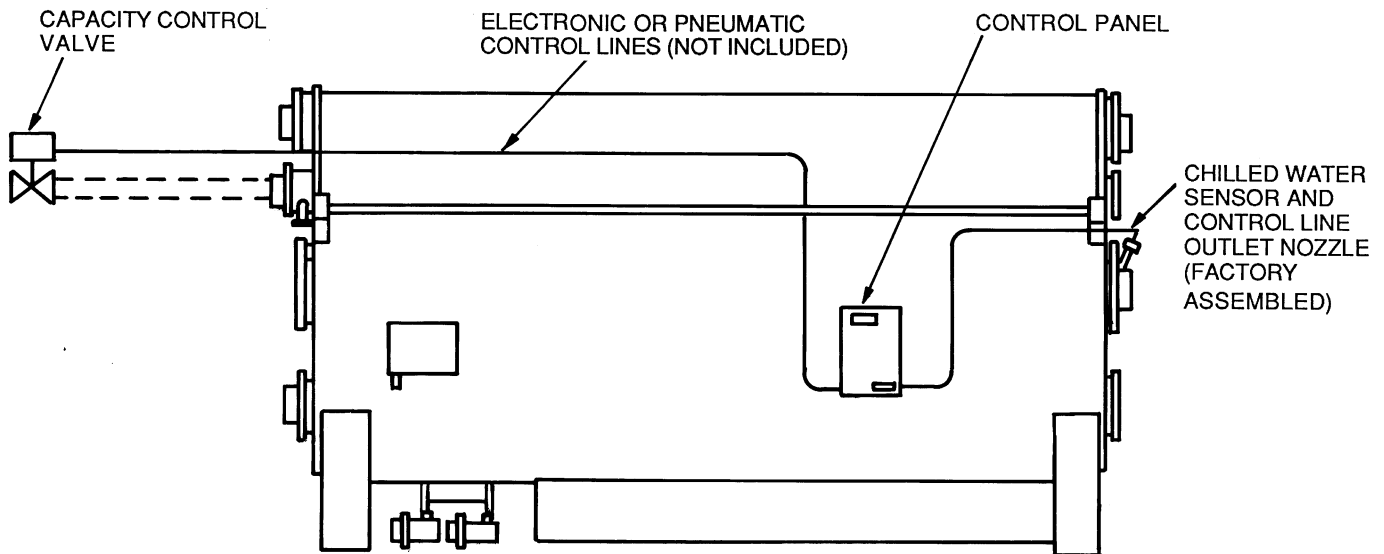 CAPACITY CONTROL
VALVE
ELECTRONIC OR PNEUMATIC
CONTROL LINES (NOT INCLUDED)
CONTROL PANEL
CHILLED WATER
SENSOR AND
CONTROL LINE
OUTLET NOZZLE
(FACTORY
ASSEMBLED)